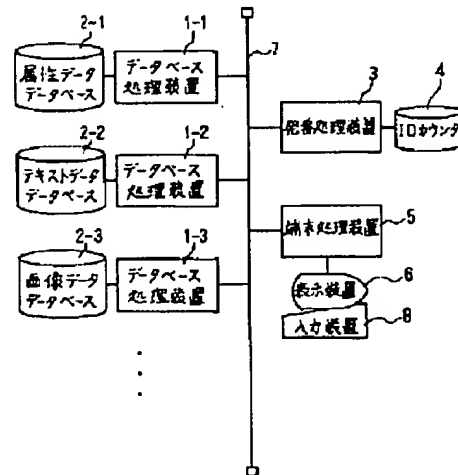 2-1
1-1
属性データ
データベース
データベース
処理装置
7
3
4
発番処理装置
IDカウンタ
2-2
1-2
テキストデータ
データベース
データベース
処理装置
5
端末処理装置
2-3
1-3
画像データ
データベース
データベース
処理装置
6
表示装置
8
入力装置